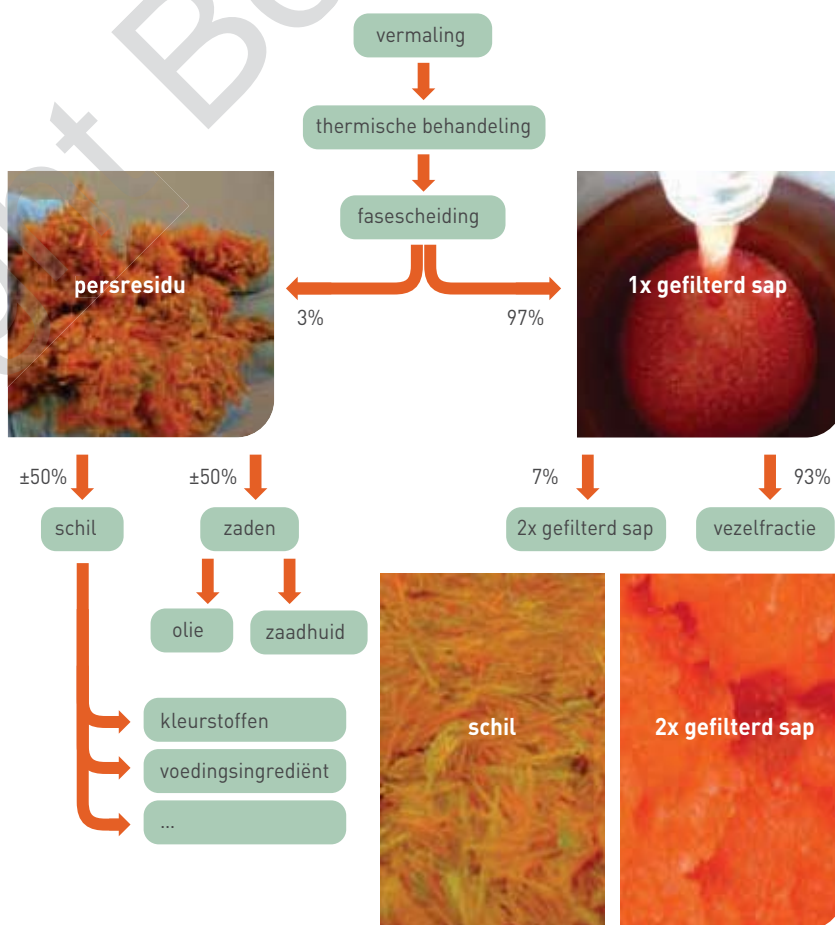 vermaling
thermische behandeling
fasescheiding
persresidu
1x gefilterd sap
3%
97%
±50%
±50%
7%
93%
schil
zaden
2x gefilterd sap
vezelfractie
olie
zaadhuid
kleurstoffen
voedingsingrediënt
...
schil
2x gefilterd sap